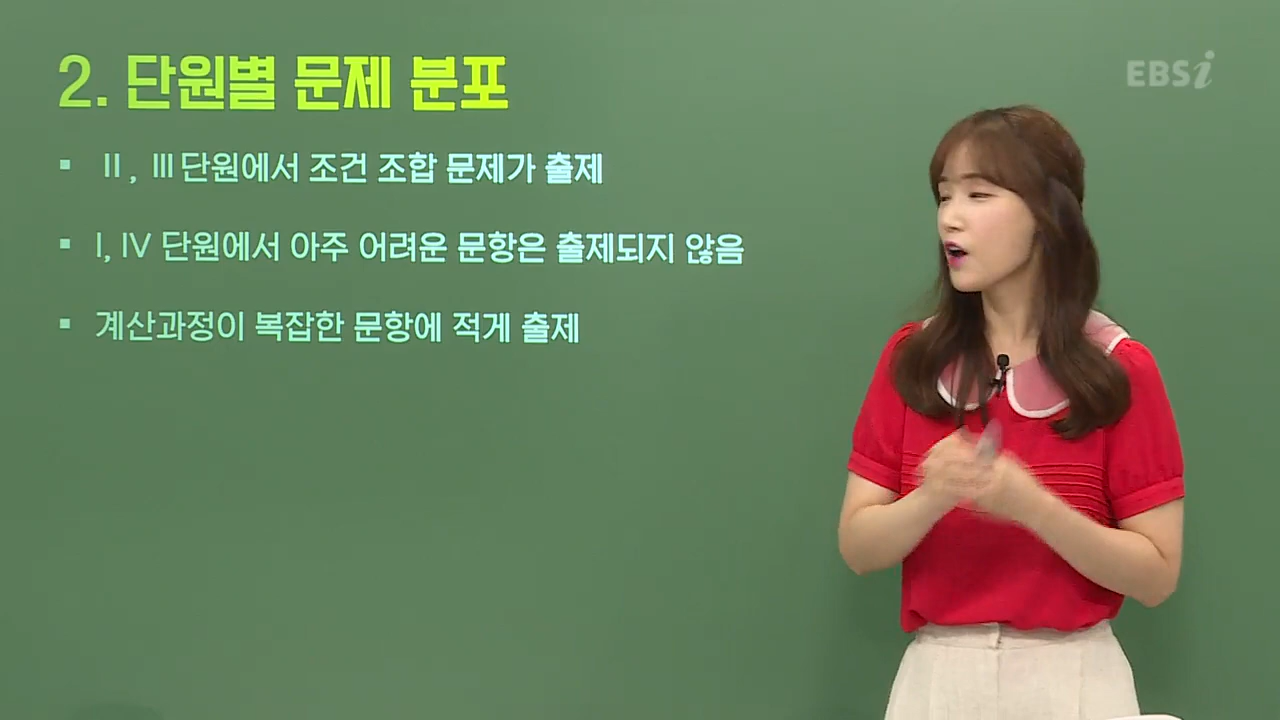 2. 단원별 문제 분포
EBSi
▪ Ⅱ, Ⅲ단원에서 조건 조합 문제가 출제
▪ Ⅰ, Ⅳ 단원에서 아주 어려운 문항은 출제되지 않음
▪ 계산과정이 복잡한 문항에 적게 출제